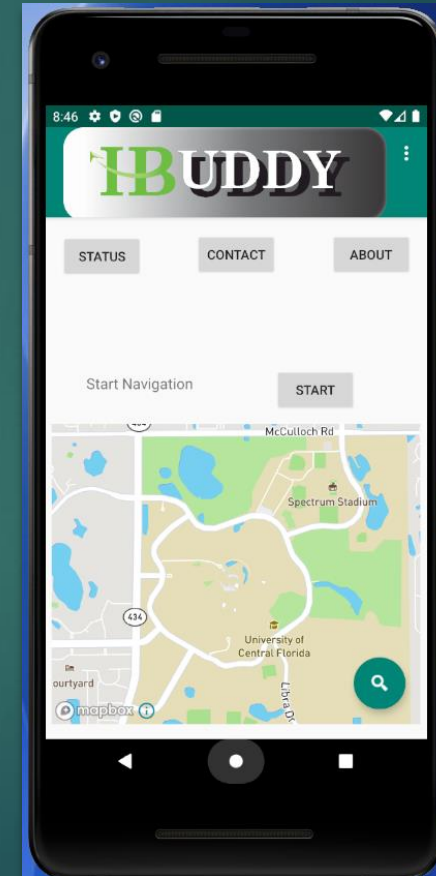 8:46
IBUDDY
STATUS CONTACT ABOUT
Start Navigation START
McCulloch Rd
Spectrum Stadium
434
University of
Central Florida
ourtyard
Libra D
mapbox